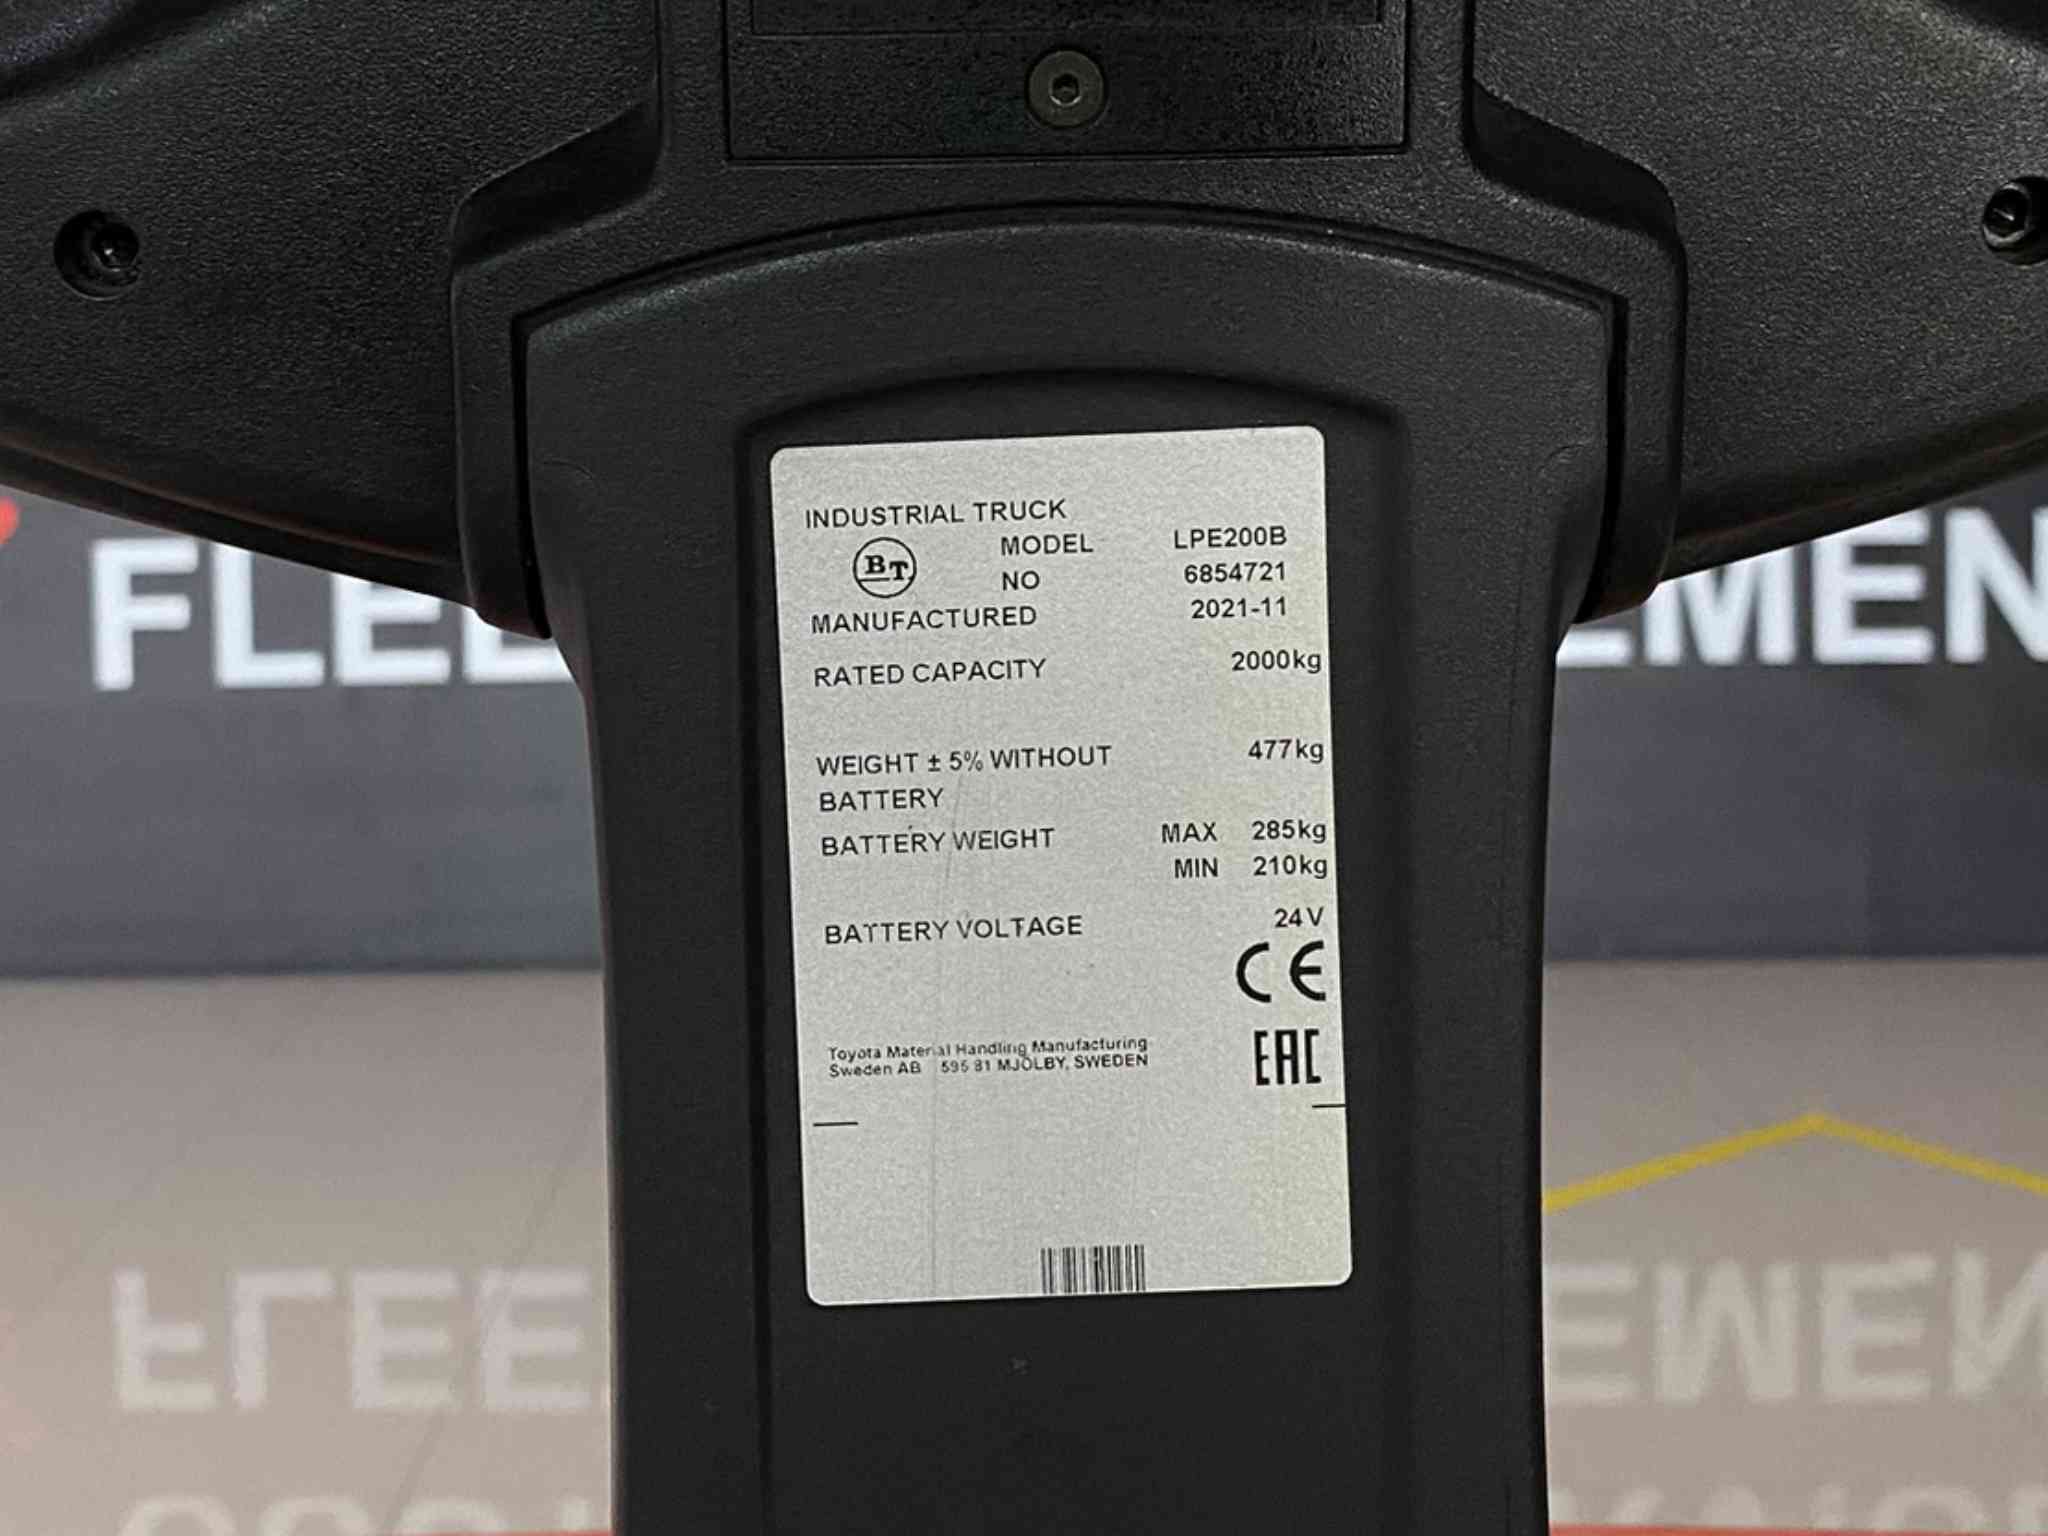 INDUSTRIAL TRUCK
BT
MODEL LPE200B
NO 6854721
MANUFACTURED 2021-11
RATED CAPACITY 2000kg
WEIGHT ± 5% WITHOUT 477kg
BATTERY
BATTERY WEIGHT MAX 285kg
MIN 210kg
BATTERY VOLTAGE 24V
CE
Toyota Material Handling Manufacturing
Sweden AB 595 81 MJÖLBY, SWEDEN
EAC
FLEE
EMEN